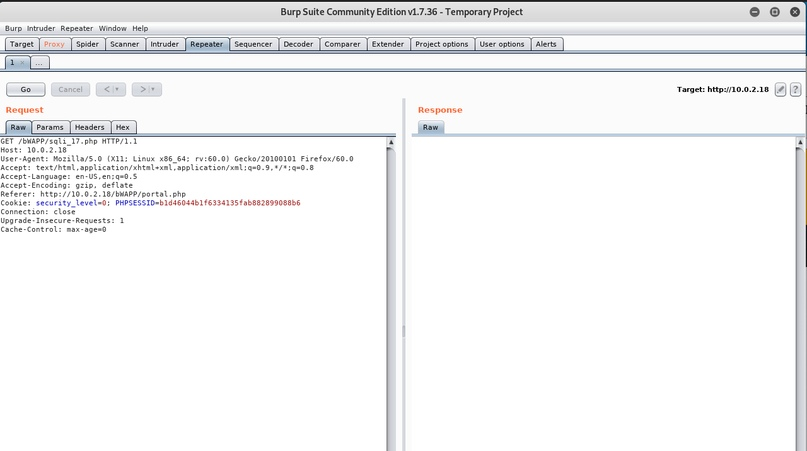 Burp Suite Community Edition v1.7.36 - Temporary Project
Burp Intruder Repeater Window Help
Target Proxy Spider Scanner Intruder Repeater Sequencer Decoder Comparer Extender Project options User options Alerts
1 × ...
Go Cancel < > Target: http://10.0.2.18 ?
Request Response
Raw Params Headers Hex Raw
GET /bWAPP/sqli_17.php HTTP/1.1
Host: 10.0.2.18
User-Agent: Mozilla/5.0 (X11; Linux x86_64; rv:60.0) Gecko/20100101 Firefox/60.0
Accept: text/html,application/xhtml+xml,application/xml;q=0.9,*/*;q=0.8
Accept-Language: en-US,en;q=0.5
Accept-Encoding: gzip, deflate
Referer: http://10.0.2.18/bWAPP/portal.php
Cookie: security_level=0; PHPSESSID=b1d46044b1f6334135fab882899088b6
Connection: close
Upgrade-Insecure-Requests: 1
Cache-Control: max-age=0